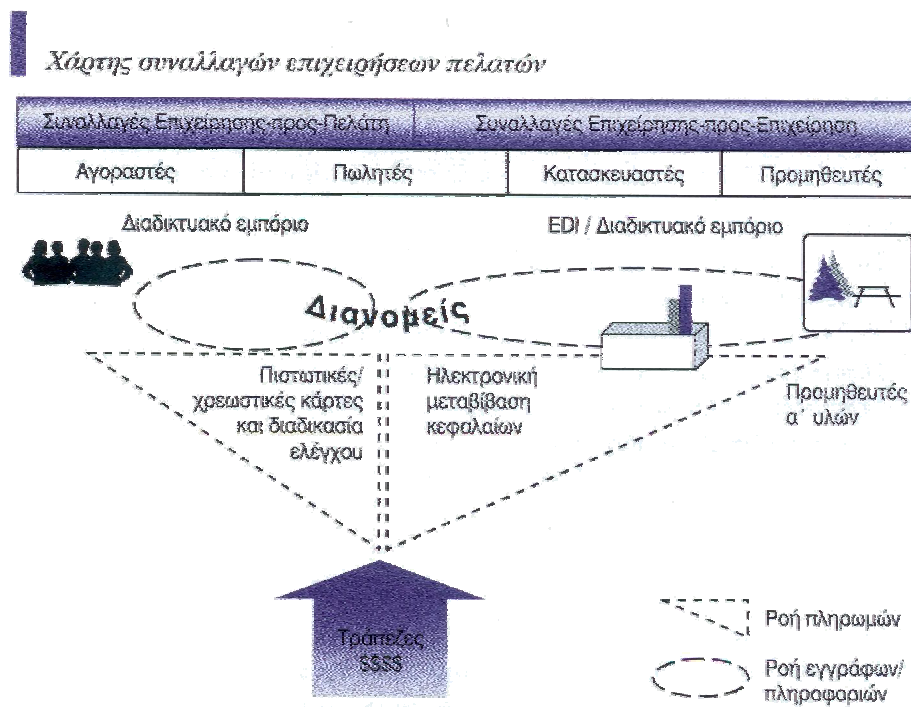 Χάρτης συναλλαγών επιχειρήσεων πελατών
Συναλλαγές Επιχείρησης-προς-Πελάτη
Συναλλαγές Επιχείρησης-προς-Επιχείρηση
Αγοραστές
Πωλητές
Κατασκευαστές
Προμηθευτές
Διαδικτυακό εμπόριο
EDI / Διαδικτυακό εμπόριο
Διανομείς
Πιστωτικές/
χρεωστικές κάρτες
και διαδικασία
ελέγχου
Ηλεκτρονική
μεταβίβαση
κεφαλαίων
Προμηθευτές
α΄ υλών
Τράπεζες
$$$$
Ροή πληρωμών
Ροή εγγράφων/
πληροφοριών